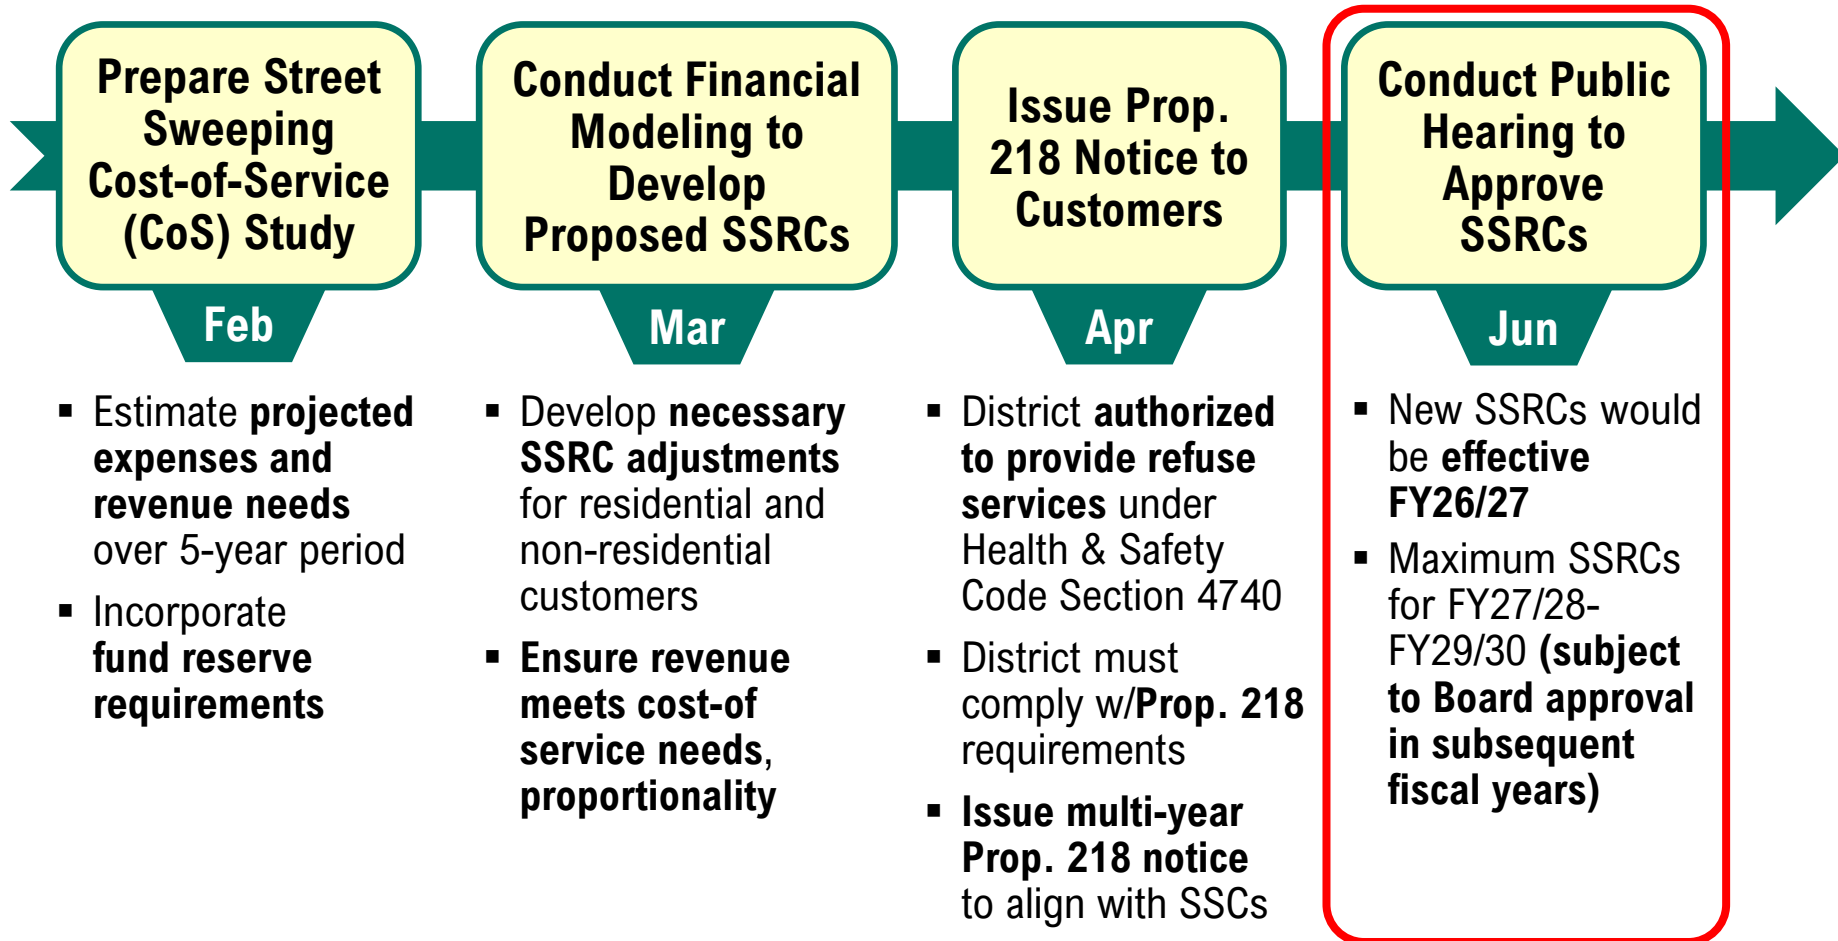 Prepare Street
Sweeping
Cost-of-Service
(CoS) Study
Feb
▪ Estimate projected
expenses and
revenue needs
over 5-year period
▪ Incorporate
fund reserve
requirements
Conduct Financial
Modeling to
Develop
Proposed SSRCs
Mar
▪ Develop necessary
SSRC adjustments
for residential and
non-residential
customers
▪ Ensure revenue
meets cost-of
service needs,
proportionality
Issue Prop.
218 Notice to
Customers
Apr
▪ District authorized
to provide refuse
services under
Health & Safety
Code Section 4740
▪ District must
comply w/Prop. 218
requirements
▪ Issue multi-year
Prop. 218 notice
to align with SSCs
Conduct Public
Hearing to
Approve
SSRCs
Jun
▪ New SSRCs would
be effective
FY26/27
▪ Maximum SSRCs
for FY27/28-
FY29/30 (subject
to Board approval
in subsequent
fiscal years)